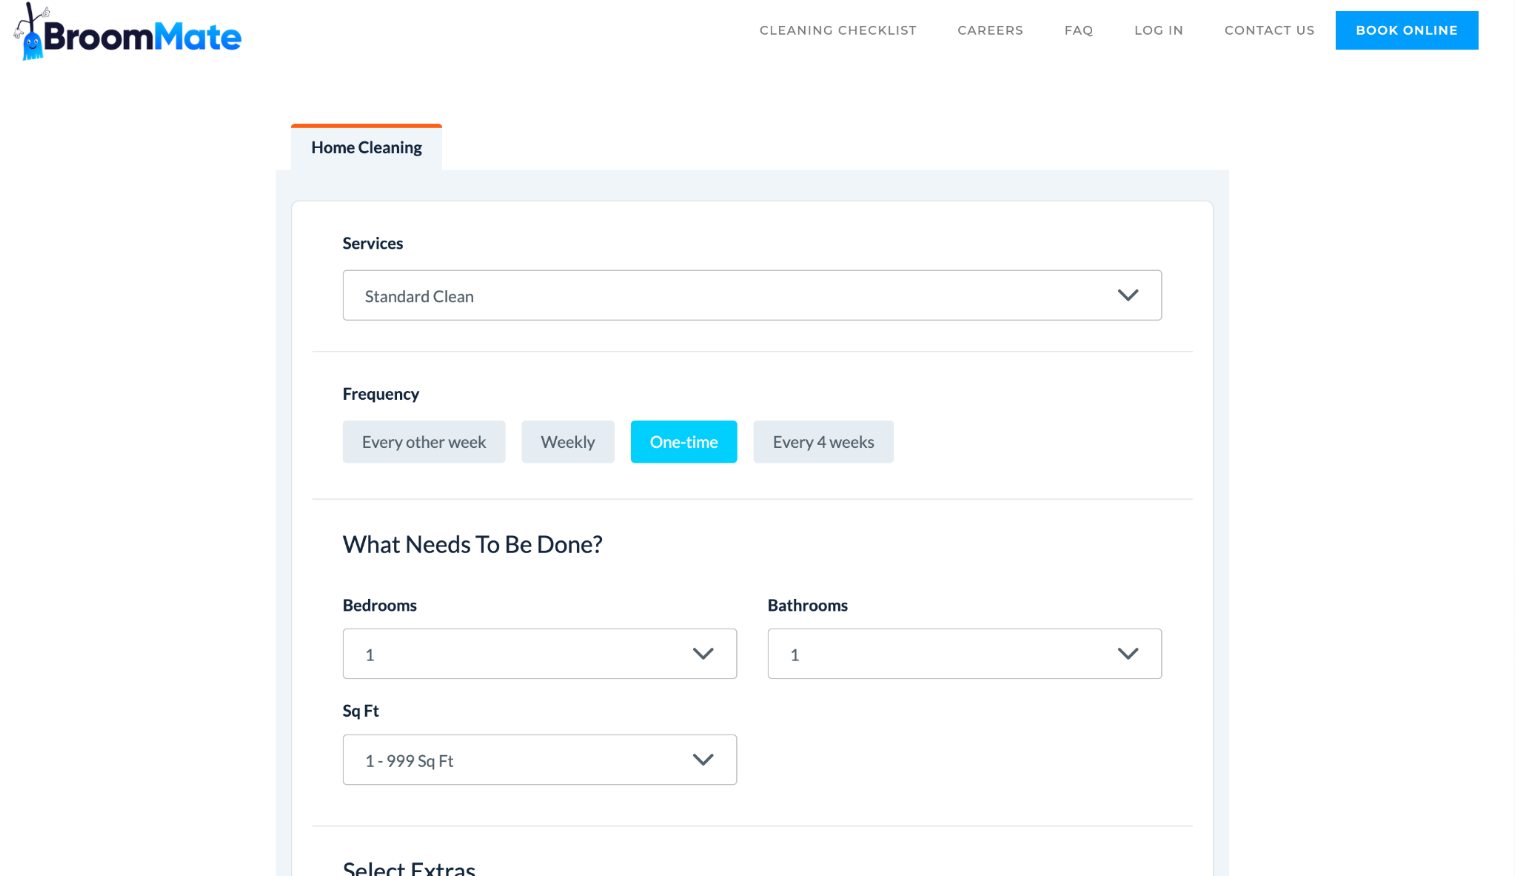 BroomMate
CLEANING CHECKLIST CAREERS FAQ LOG IN CONTACT US BOOK ONLINE
Home Cleaning
Services
Standard Clean
Frequency
Every other week Weekly One-time Every 4 weeks
What Needs To Be Done?
Bedrooms Bathrooms
1 1
Sq Ft
1 - 999 Sq Ft
Select Extras